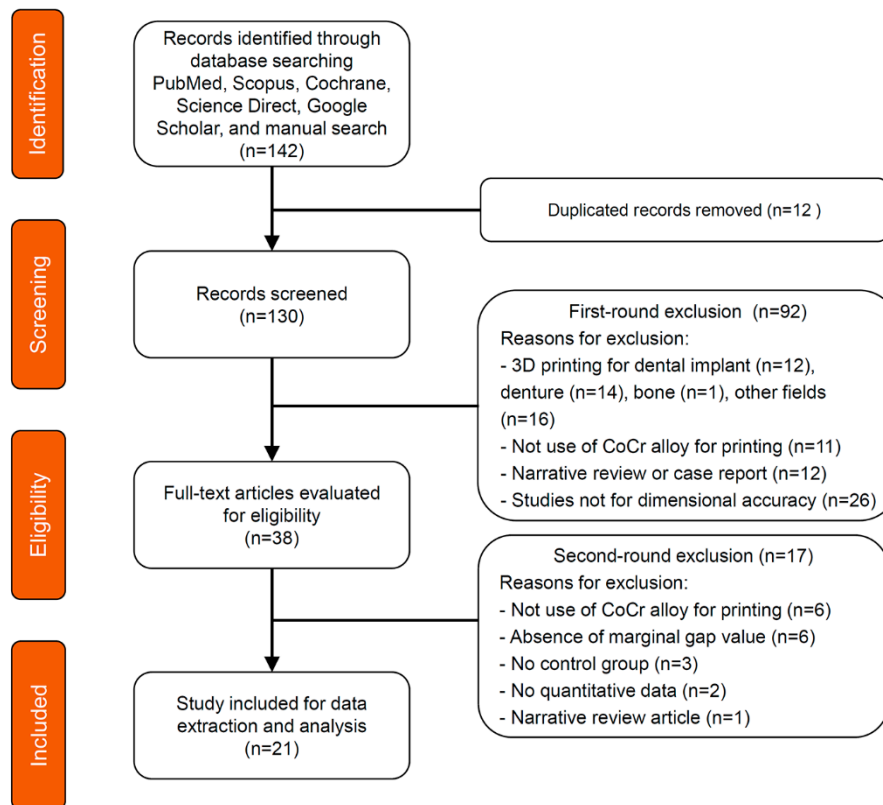 Identification
Records identified through
database searching
PubMed, Scopus, Cochrane,
Science Direct, Google
Scholar, and manual search
(n=142)
Duplicated records removed (n=12 )
Screening
Records screened
(n=130)
First-round exclusion (n=92)
Reasons for exclusion:
- 3D printing for dental implant (n=12),
denture (n=14), bone (n=1), other fields
(n=16)
- Not use of CoCr alloy for printing (n=11)
- Narrative review or case report (n=12)
- Studies not for dimensional accuracy (n=26)
Eligibility
Full-text articles evaluated
for eligibility
(n=38)
Second-round exclusion (n=17)
Reasons for exclusion:
- Not use of CoCr alloy for printing (n=6)
- Absence of marginal gap value (n=6)
- No control group (n=3)
- No quantitative data (n=2)
- Narrative review article (n=1)
Included
Study included for data
extraction and analysis
(n=21)